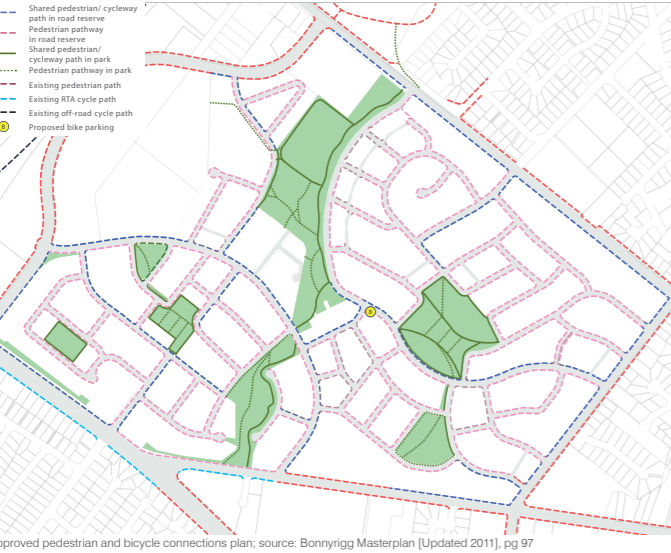 Shared pedestrian/ cycleway
path in road reserve
Pedestrian pathway
in road reserve
Shared pedestrian/
cycleway path in park
Pedestrian pathway in park
Existing pedestrian path
Existing RTA cycle path
Existing off-road cycle path
B Proposed bike parking
B
pproved pedestrian and bicycle connections plan; source: Bonnyrigg Masterplan [Updated 2011], pg 97